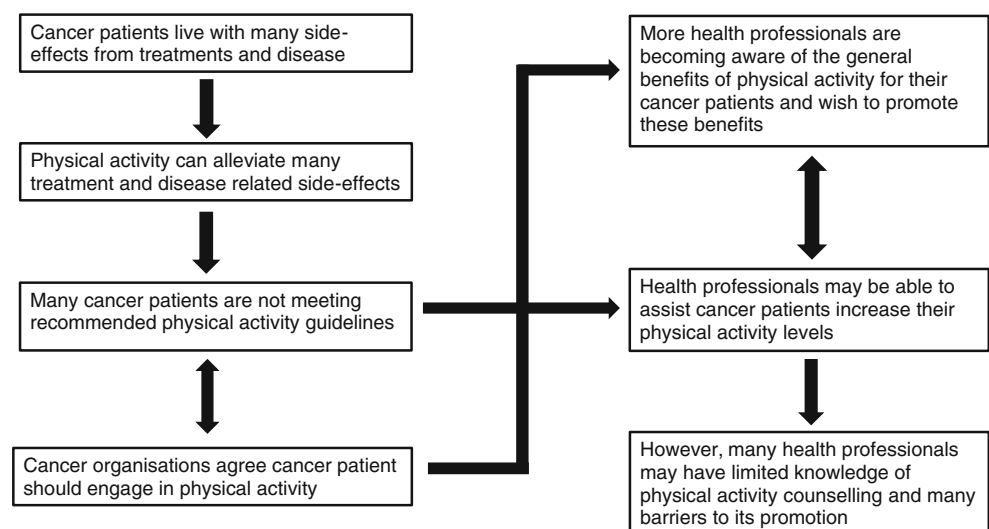 Cancer patients live with many side-
effects from treatments and disease
Physical activity can alleviate many
treatment and disease related side-effects
Many cancer patients are not meeting
recommended physical activity guidelines
Cancer organisations agree cancer patient
should engage in physical activity
More health professionals are
becoming aware of the general
benefits of physical activity for their
cancer patients and wish to promote
these benefits
Health professionals may be able to
assist cancer patients increase their
physical activity levels
However, many health professionals
may have limited knowledge of
physical activity counselling and many
barriers to its promotion